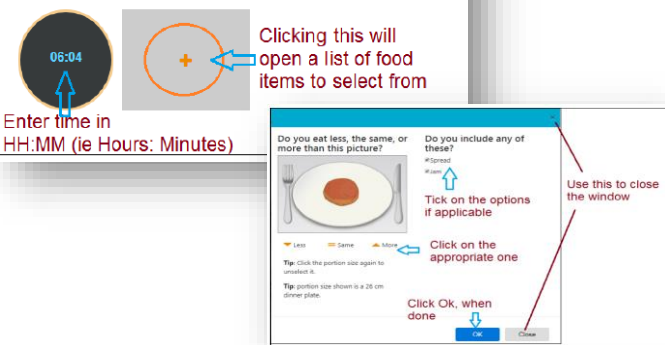 06:04
Clicking this will
open a list of food
items to select from
Enter time in
HH:MM (ie Hours: Minutes)
Do you eat less, the same, or
more than this picture?
Do you include any of
these?
Spread
Jam
Tick on the options
if applicable
Use this to close
the window
Less
Same
More
Click on the
appropriate one
Tip: Click the portion size again to
unselect it.
Tip: portion size shown is a 26 cm
dinner plate.
Click Ok, when
done
OK
Close